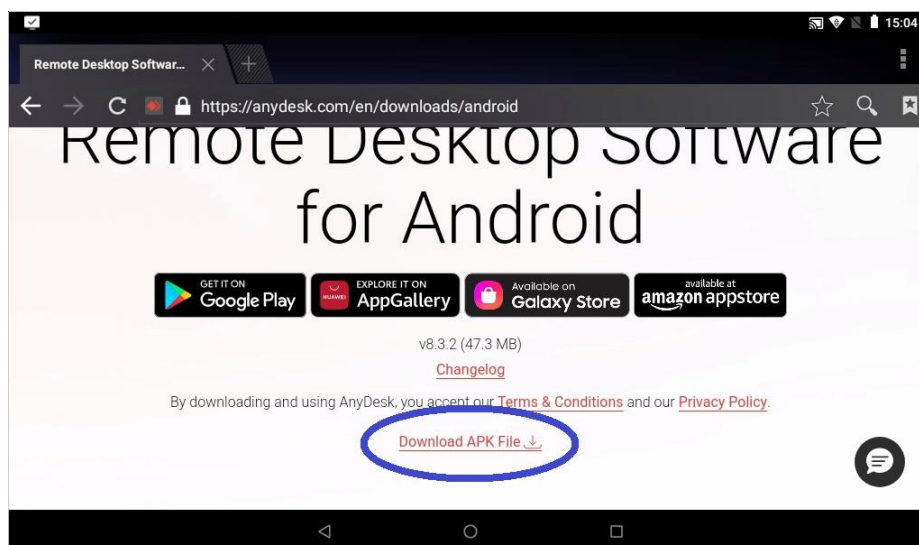 15:04
Remote Desktop Softwar...
https://anydesk.com/en/downloads/android
Remote Desktop Software
for Android
GET IT ON
Google Play
HUAWEI
EXPLORE IT ON
AppGallery
Available on
Galaxy Store
available at
amazon appstore
v8.3.2 (47.3 MB)
Changelog
By downloading and using AnyDesk, you accept our Terms & Conditions and our Privacy Policy.
Download APK File